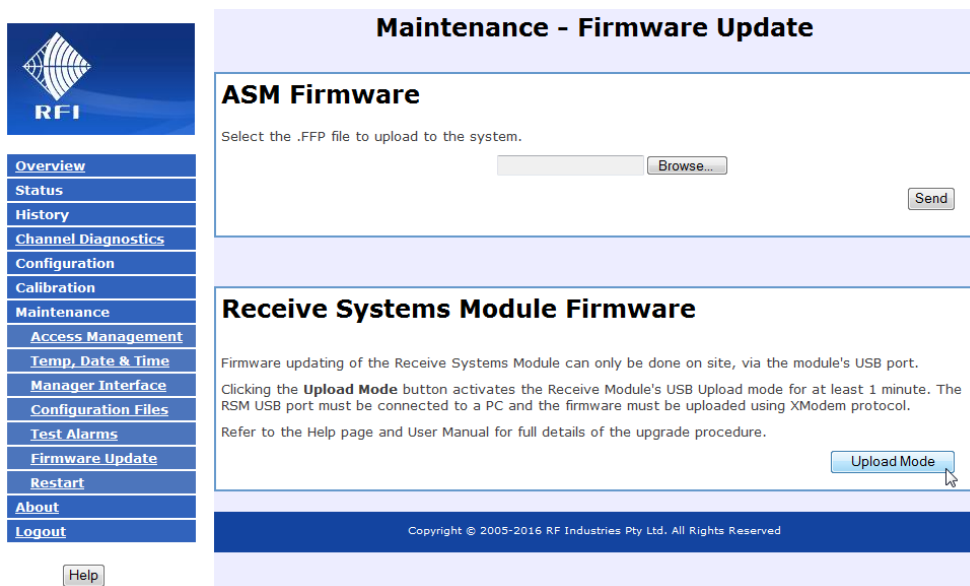 Maintenance - Firmware Update
RFI
Overview
Status
History
Channel Diagnostics
Configuration
Calibration
Maintenance
Access Management
Temp, Date & Time
Manager Interface
Configuration Files
Test Alarms
Firmware Update
Restart
About
Logout
Help
ASM Firmware
Select the .FFP file to upload to the system.
Browse...
Send
Receive Systems Module Firmware
Firmware updating of the Receive Systems Module can only be done on site, via the module's USB port.
Clicking the Upload Mode button activates the Receive Module's USB Upload mode for at least 1 minute. The
RSM USB port must be connected to a PC and the firmware must be uploaded using XModem protocol.
Refer to the Help page and User Manual for full details of the upgrade procedure.
Upload Mode
Copyright © 2005-2016 RF Industries Pty Ltd. All Rights Reserved